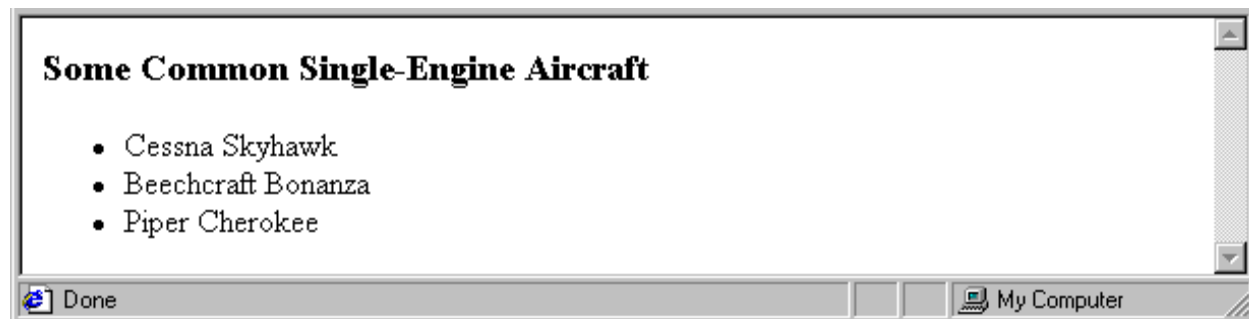 Some Common Single-Engine Aircraft
• Cessna Skyhawk
• Beechcraft Bonanza
• Piper Cherokee
Done
My Computer